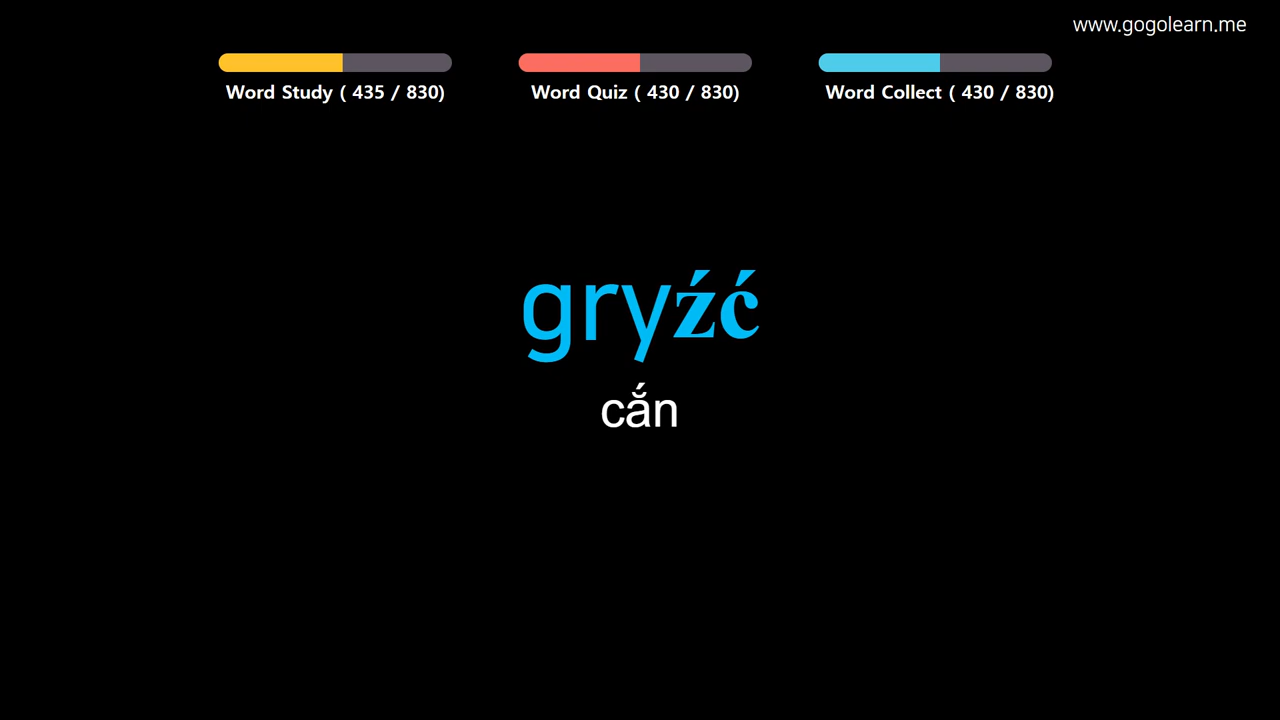 www.gogolearn.me
Word Study ( 435 / 830)
Word Quiz ( 430 / 830)
Word Collect ( 430 / 830)
gryźć
cắn